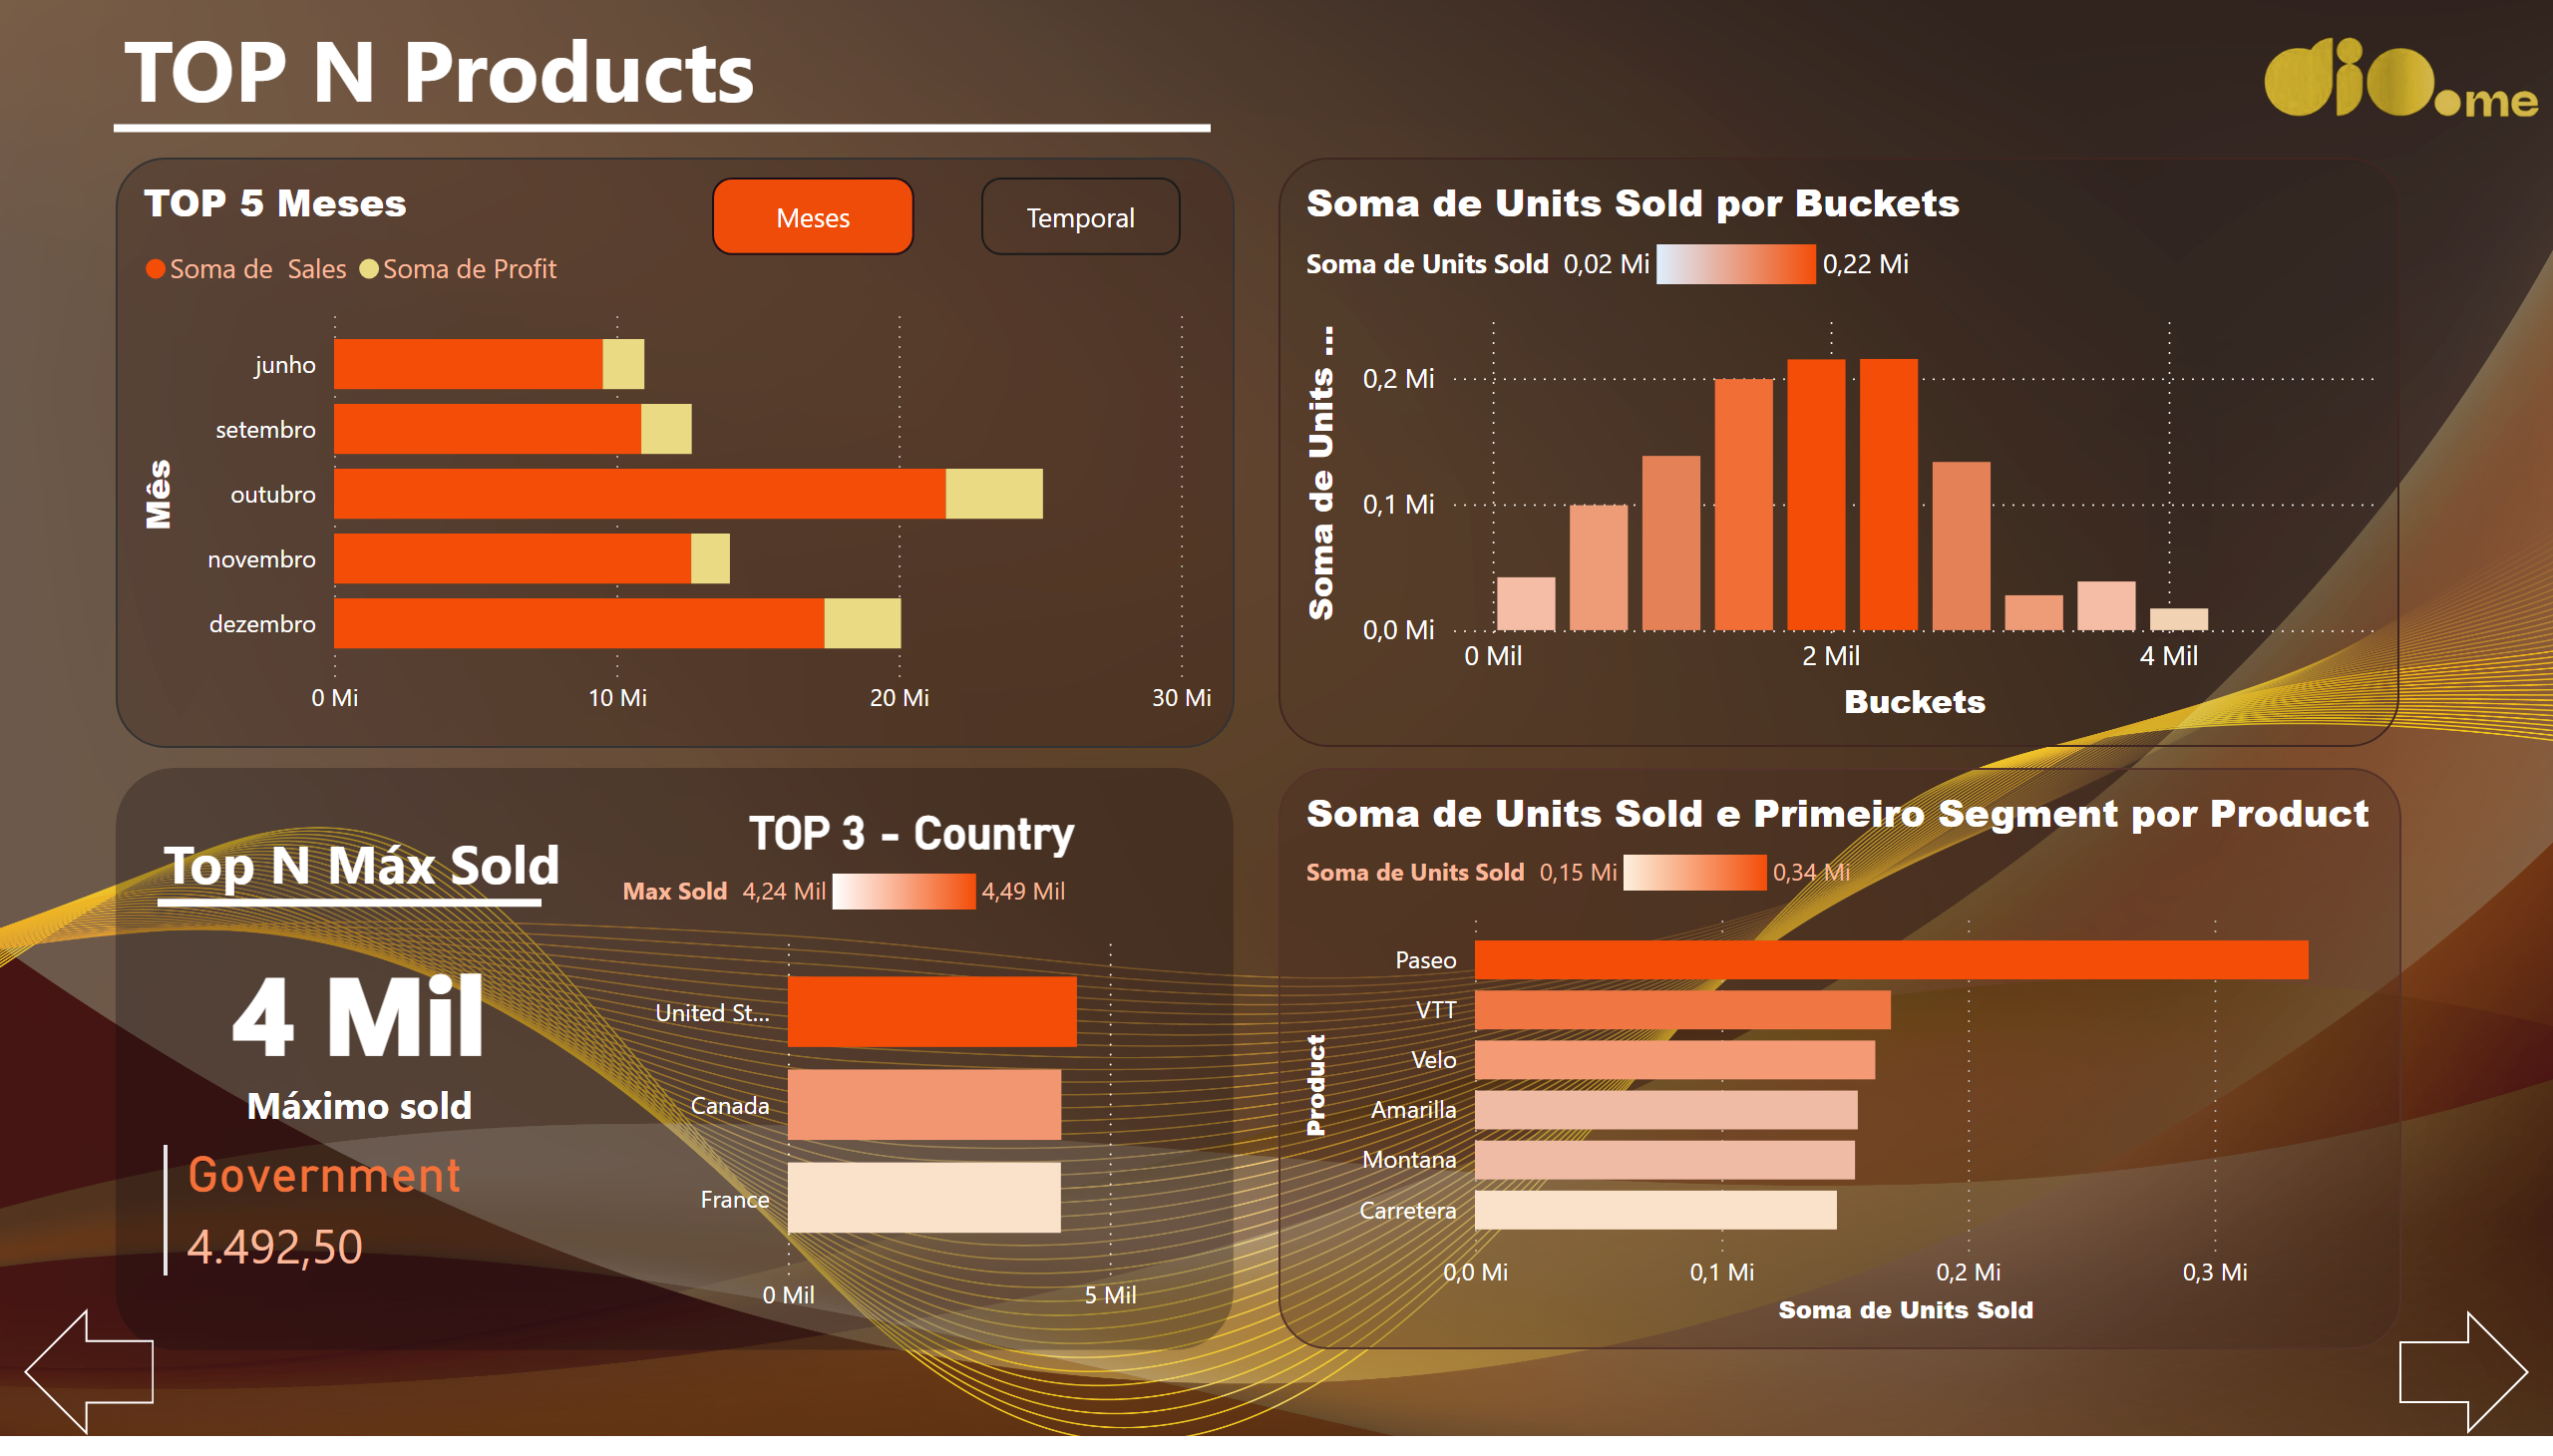 TOP N Products
dio.me
TOP 5 Meses
Meses
Temporal
Soma de  Sales
Soma de Profit
Mês
junho
setembro
outubro
novembro
dezembro
0 Mi
10 Mi
20 Mi
30 Mi
Soma de Units Sold por Buckets
Soma de Units Sold 0,02 Mi 0,22 Mi
Soma de Units ...
0,2 Mi
0,1 Mi
0,0 Mi
0 Mil
2 Mil
4 Mil
Buckets
Top N Máx Sold
4 Mil
Máximo sold
Government
4.492,50
TOP 3 - Country
Max Sold 4,24 Mil 4,49 Mil
United St...
Canada
France
0 Mil
5 Mil
Soma de Units Sold e Primeiro Segment por Product
Soma de Units Sold 0,15 Mi 0,34 Mi
Product
Paseo
VTT
Velo
Amarilla
Montana
Carretera
0,0 Mi
0,1 Mi
0,2 Mi
0,3 Mi
Soma de Units Sold